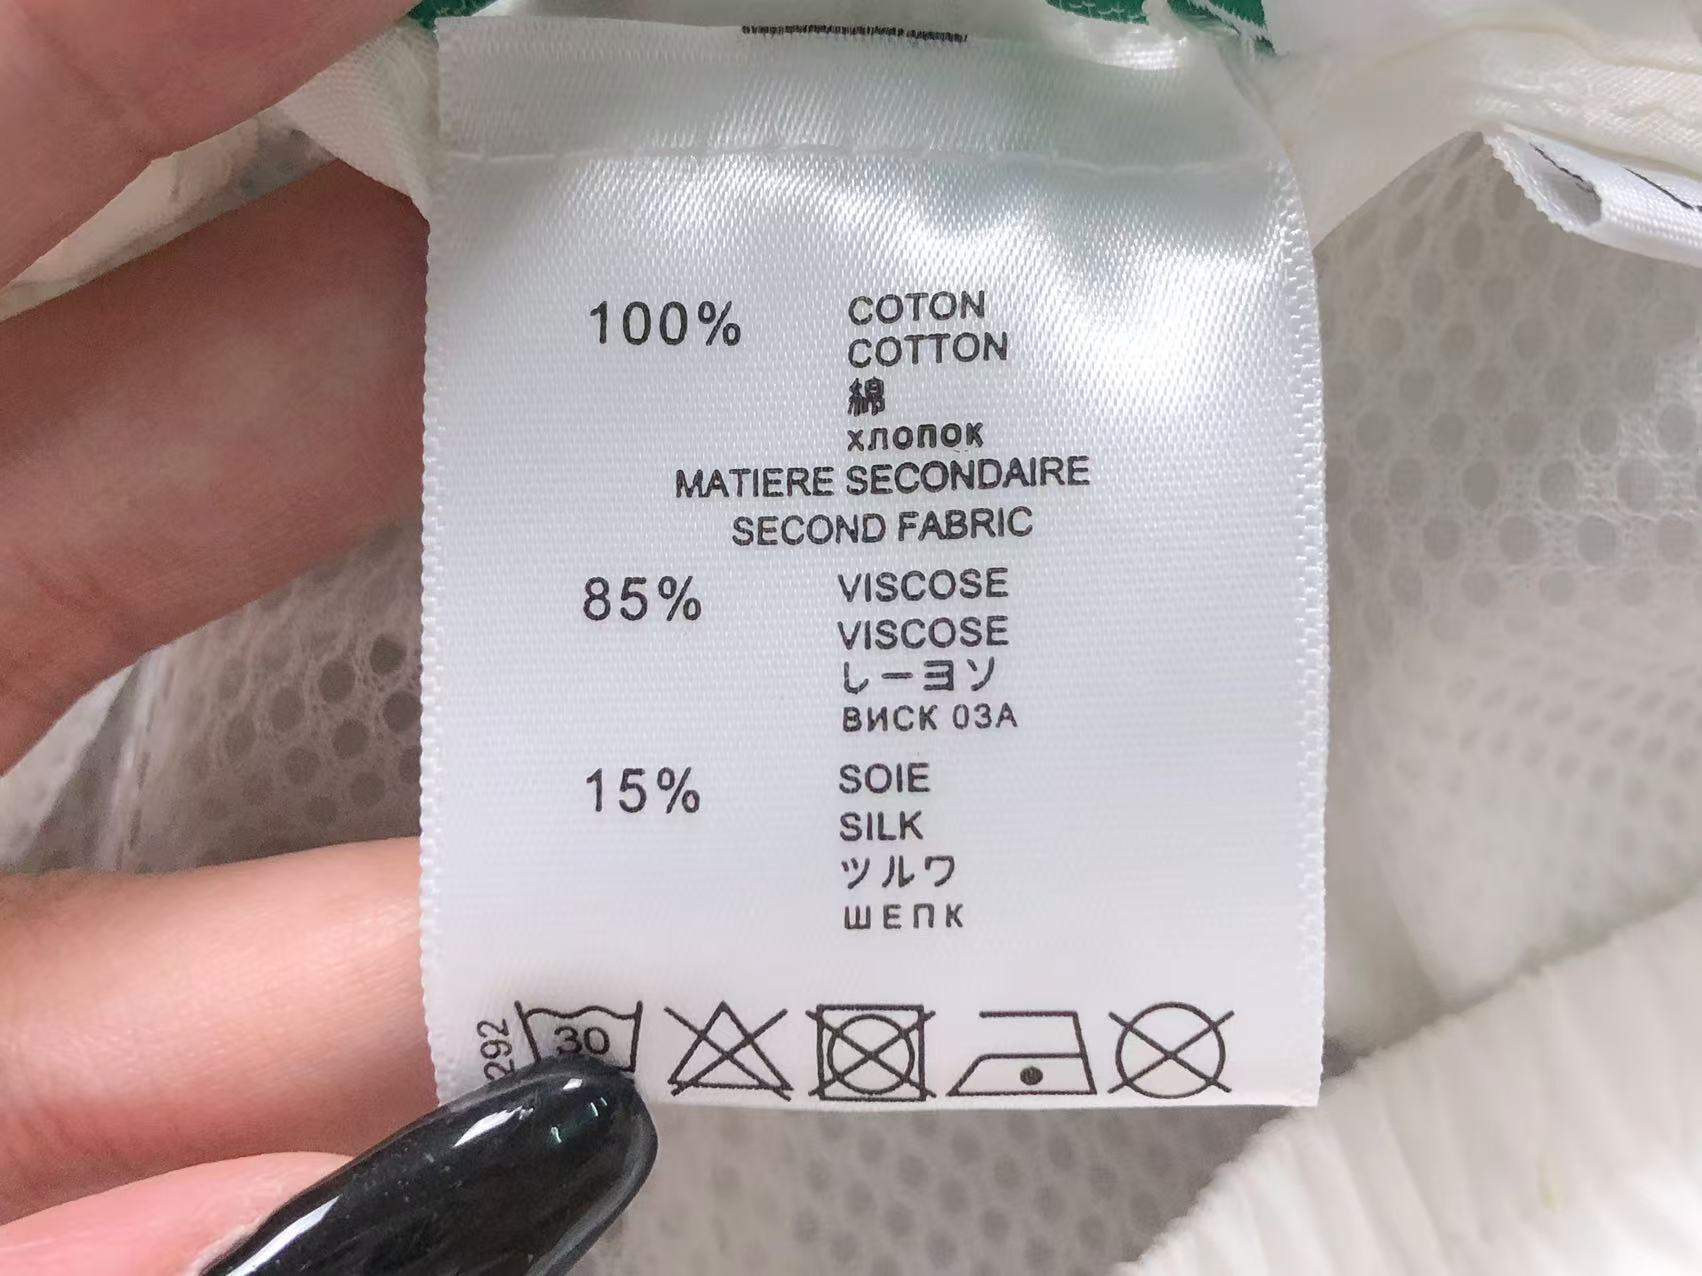 100% COTON
COTTON
綿
хлопок
MATIERE SECONDAIRE
SECOND FABRIC
85% VISCOSE
VISCOSE
レーヨソ
ВИСК 03А
15% SOIE
SILK
ツルワ
ШЕПК
292
30